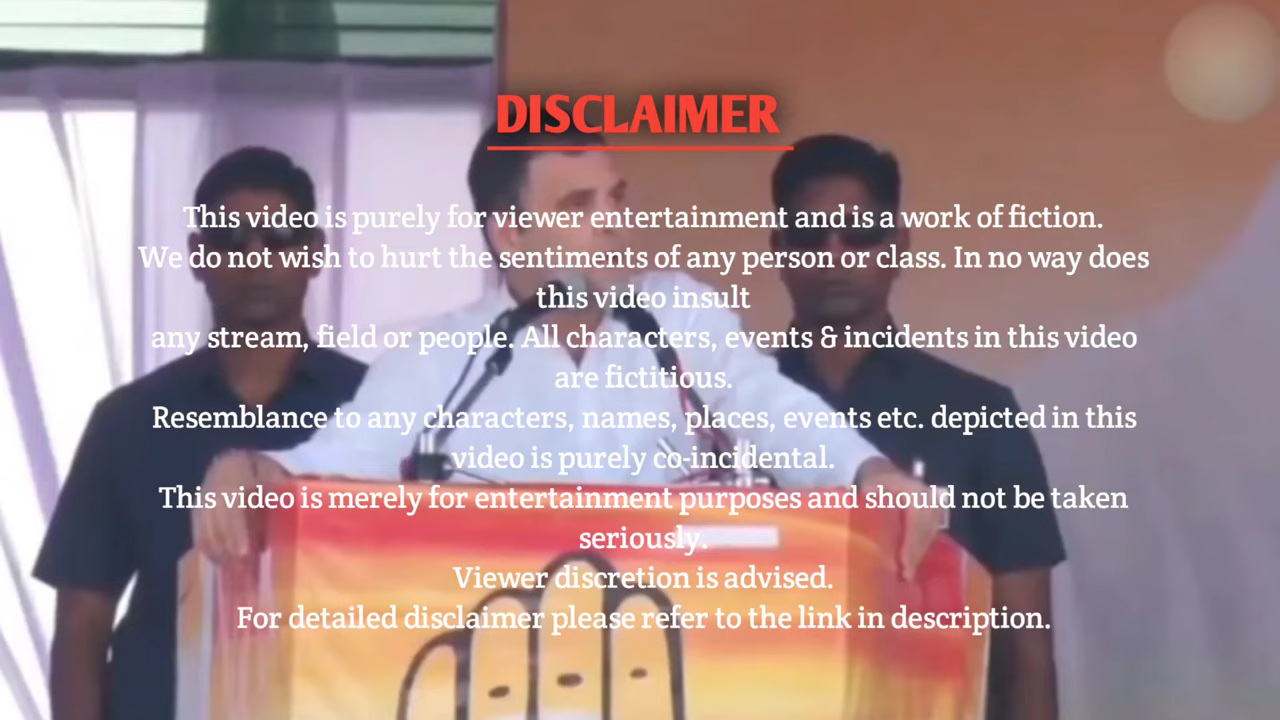 DISCLAIMER
This video is purely for viewer entertainment and is a work of fiction.
We do not wish to hurt the sentiments of any person or class. In no way does
this video insult
any stream, field or people. All characters, events & incidents in this video
are fictitious.
Resemblance to any characters, names, places, events etc. depicted in this
video is purely co-incidental.
This video is merely for entertainment purposes and should not be taken
seriously.
Viewer discretion is advised.
For detailed disclaimer please refer to the link in description.